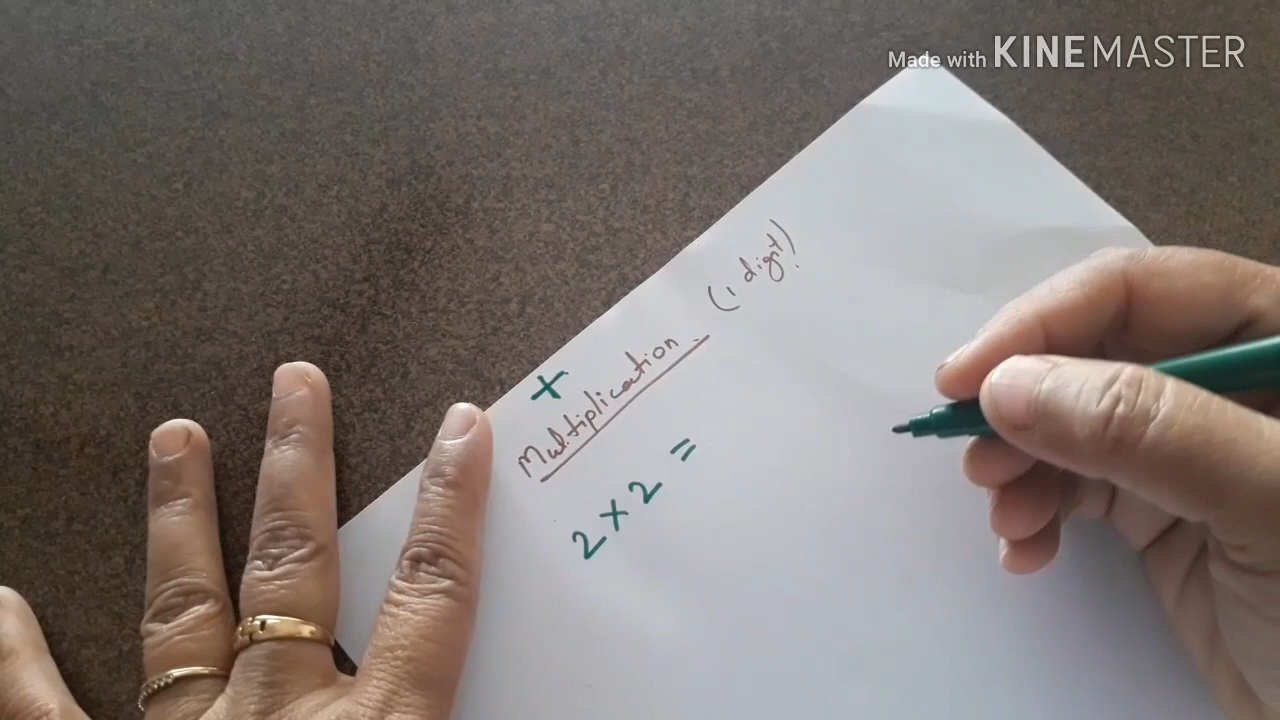 Made with KINEMASTER
×
Multiplication. (1 digit)
2 × 2 =